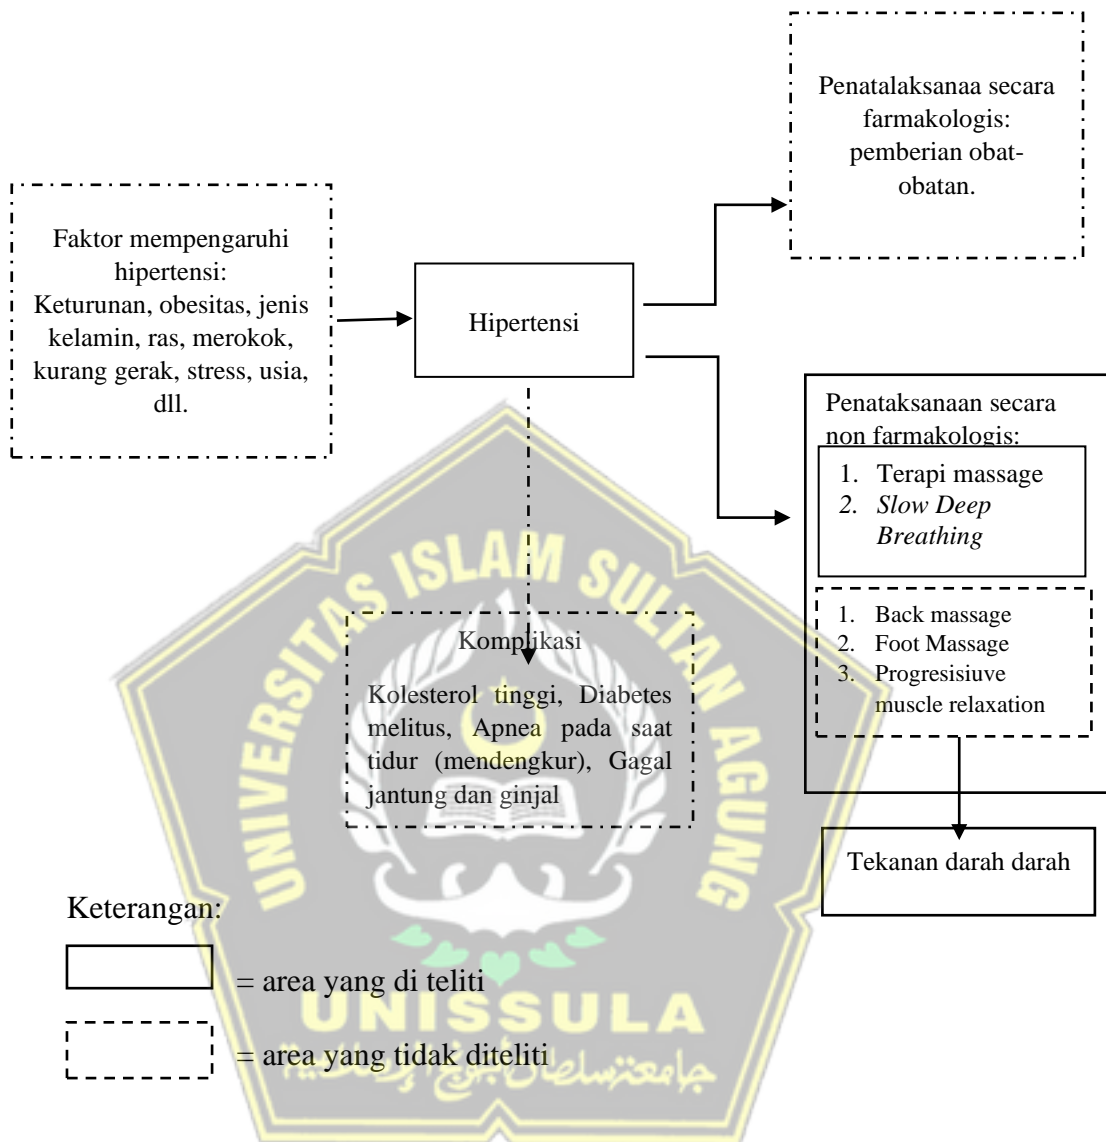 Penatalaksanaa secara
farmakologis:
pemberian obat-
obatan.
Faktor mempengaruhi
hipertensi:
Keturunan, obesitas, jenis
kelamin, ras, merokok,
kurang gerak, stress, usia,
dll.
Hipertensi
Penataksanaan secara
non farmakologis:
1. Terapi massage
2. Slow Deep
Breathing
1. Back massage
2. Foot Massage
3. Progresisiuve
muscle relaxation
Komplikasi
Kolesterol tinggi, Diabetes
melitus, Apnea pada saat
tidur (mendengkur), Gagal
jantung dan ginjal
Tekanan darah darah
Keterangan:
= area yang di teliti
= area yang tidak diteliti
UNIVERSITAS ISLAM SULTAN AGUNG
UNISSULA